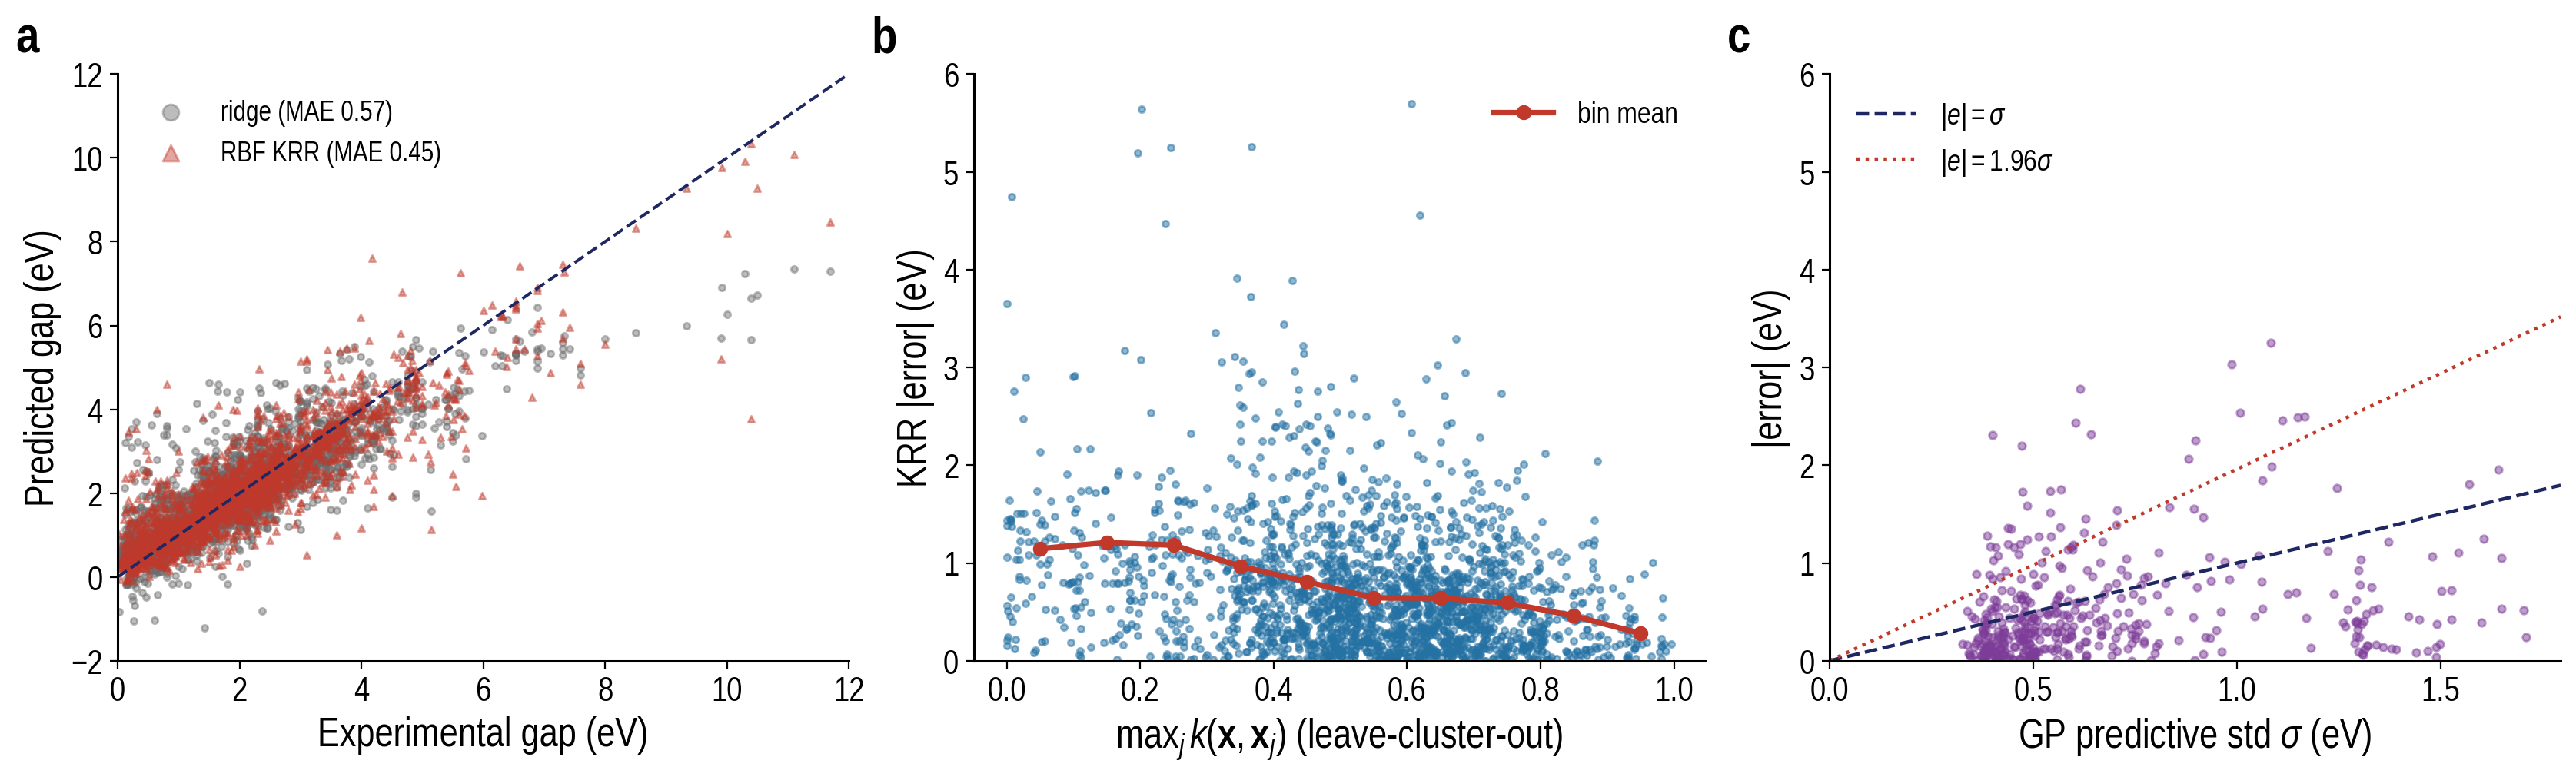 a
12
10
8
6
4
2
0
−2
0 2 4 6 8 10 12
Predicted gap (eV)
Experimental gap (eV)
ridge (MAE 0.57)
RBF KRR (MAE 0.45)
b
6
5
4
3
2
1
0
0.0 0.2 0.4 0.6 0.8 1.0
KRR |error| (eV)
max_j k(x, x_j) (leave-cluster-out)
bin mean
c
6
5
4
3
2
1
0
0.0 0.5 1.0 1.5
|error| (eV)
GP predictive std σ (eV)
|e| = σ
|e| = 1.96σ